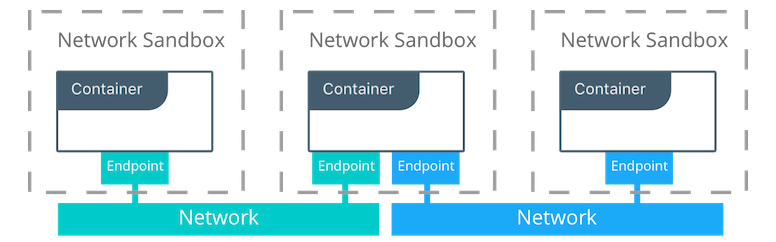 Network Sandbox
Network Sandbox
Network Sandbox
Container
Container
Container
Endpoint
Endpoint
Endpoint
Endpoint
Network
Network